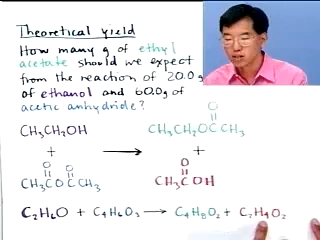 Theoretical yield
How many g of ethyl
acetate should we expect
from the reaction of 20.0 g
of ethanol and 60.0 g of
acetic anhydride?
O
CH₃CH₂OH CH₃CH₂OCCH₃
+ → +
O O O
CH₃COCCH₃ CH₃COH
C₂H₆O + C₄H₆O₃ → C₄H₈O₂ + C₂H₄O₂